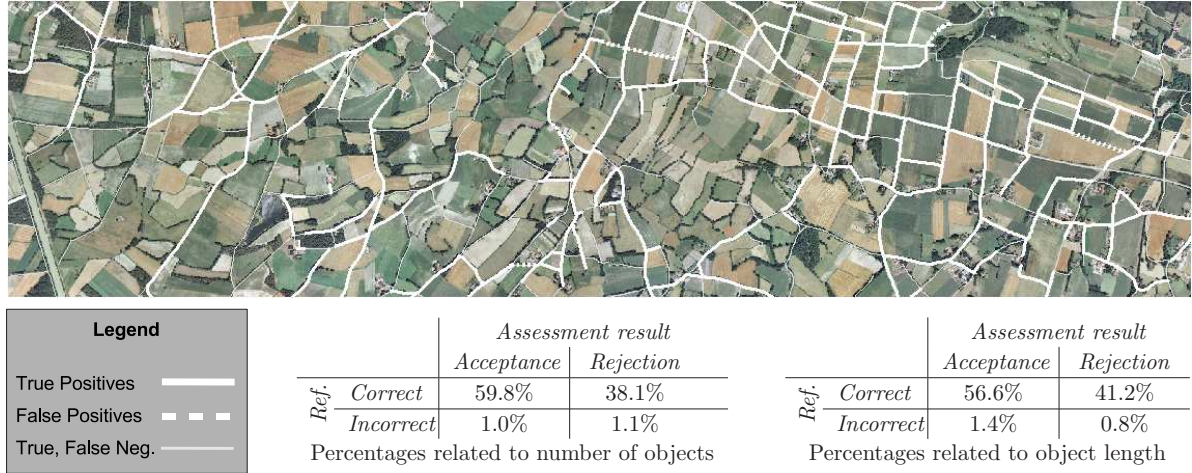 Legend
True Positives
False Positives
True, False Neg.
Assessment result
Acceptance Rejection
Ref.
Correct 59.8% 38.1%
Incorrect 1.0% 1.1%
Percentages related to number of objects
Assessment result
Acceptance Rejection
Ref.
Correct 56.6% 41.2%
Incorrect 1.4% 0.8%
Percentages related to object length